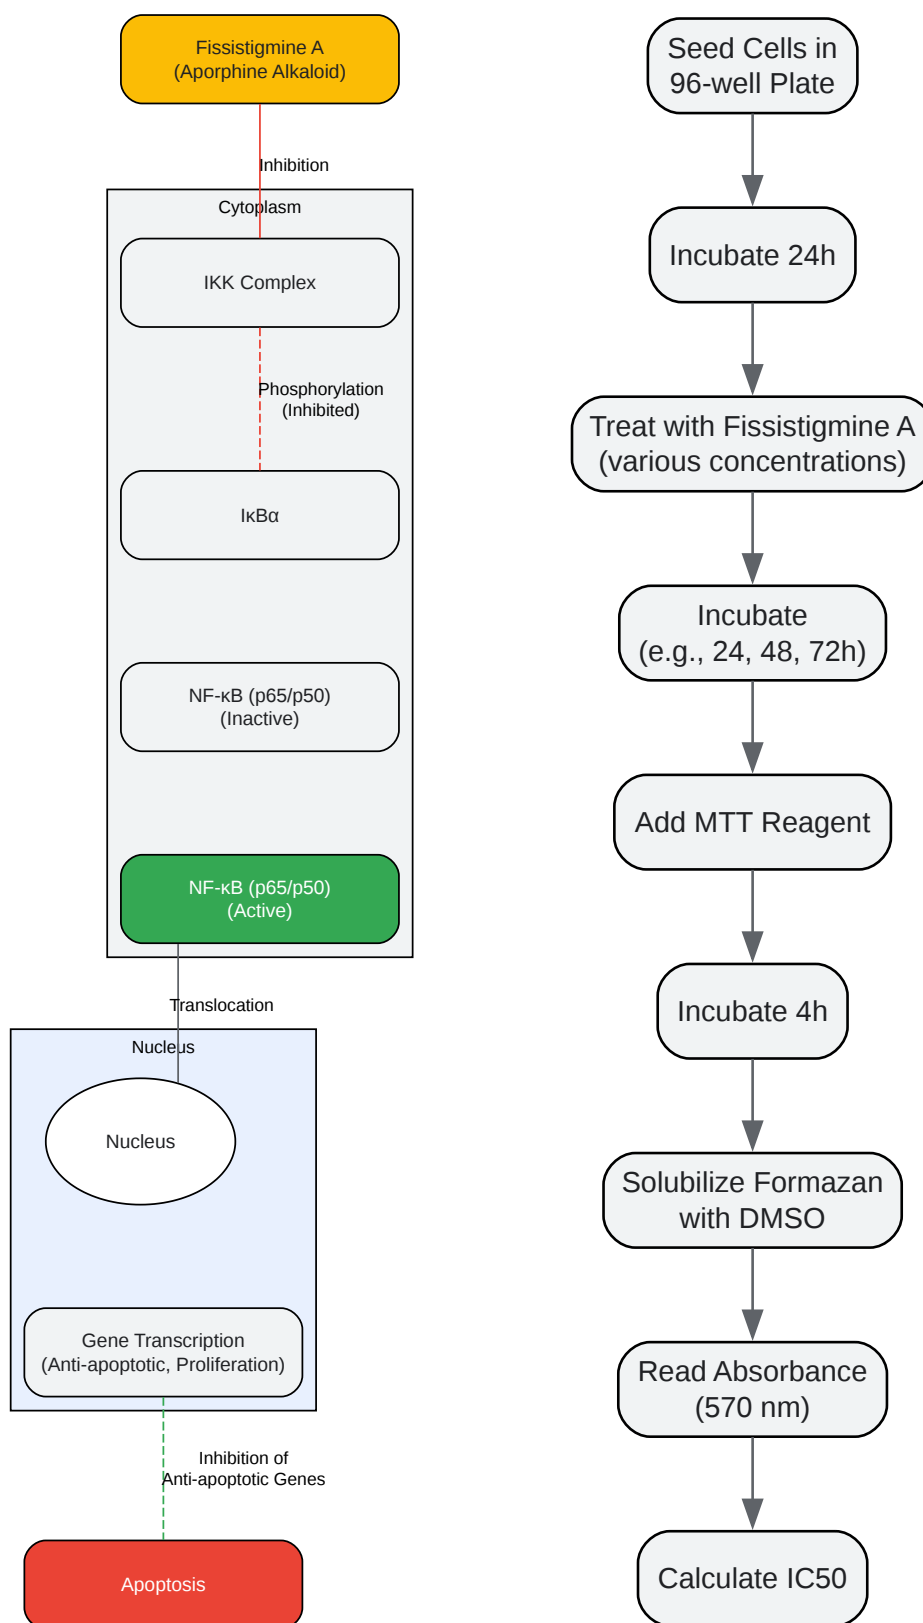 Fissistigmine A
(Aporphine Alkaloid)
Inhibition
Cytoplasm
IKK Complex
Phosphorylation
(Inhibited)
IκBα
NF-κB (p65/p50)
(Inactive)
NF-κB (p65/p50)
(Active)
Translocation
Nucleus
Nucleus
Gene Transcription
(Anti-apoptotic, Proliferation)
Inhibition of
Anti-apoptotic Genes
Apoptosis
Seed Cells in
96-well Plate
Incubate 24h
Treat with Fissistigmine A
(various concentrations)
Incubate
(e.g., 24, 48, 72h)
Add MTT Reagent
Incubate 4h
Solubilize Formazan
with DMSO
Read Absorbance
(570 nm)
Calculate IC50